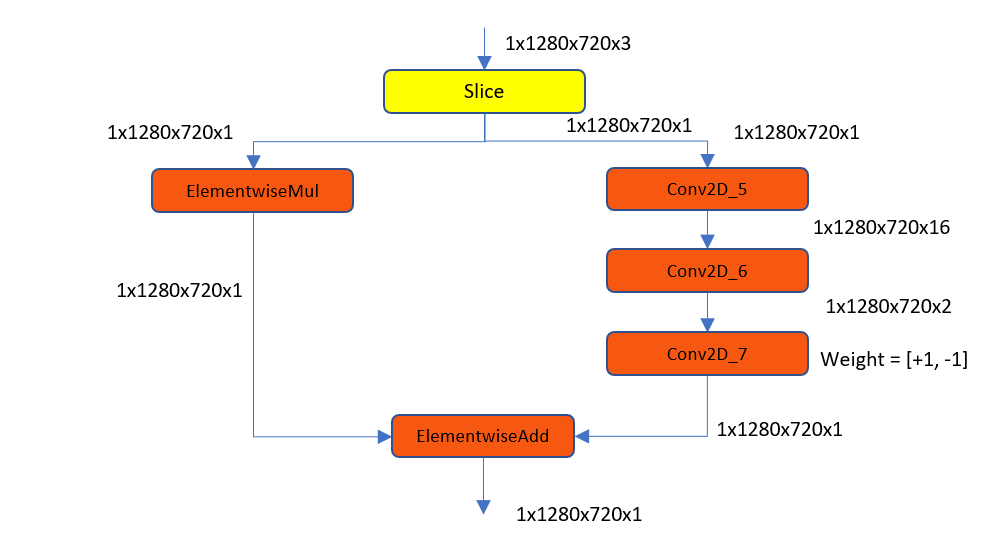 1x1280x720x3
Slice
1x1280x720x1
1x1280x720x1
1x1280x720x1
ElementwiseMul
Conv2D_5
1x1280x720x16
Conv2D_6
1x1280x720x1
1x1280x720x2
Conv2D_7
Weight = [+1, -1]
ElementwiseAdd
1x1280x720x1
1x1280x720x1